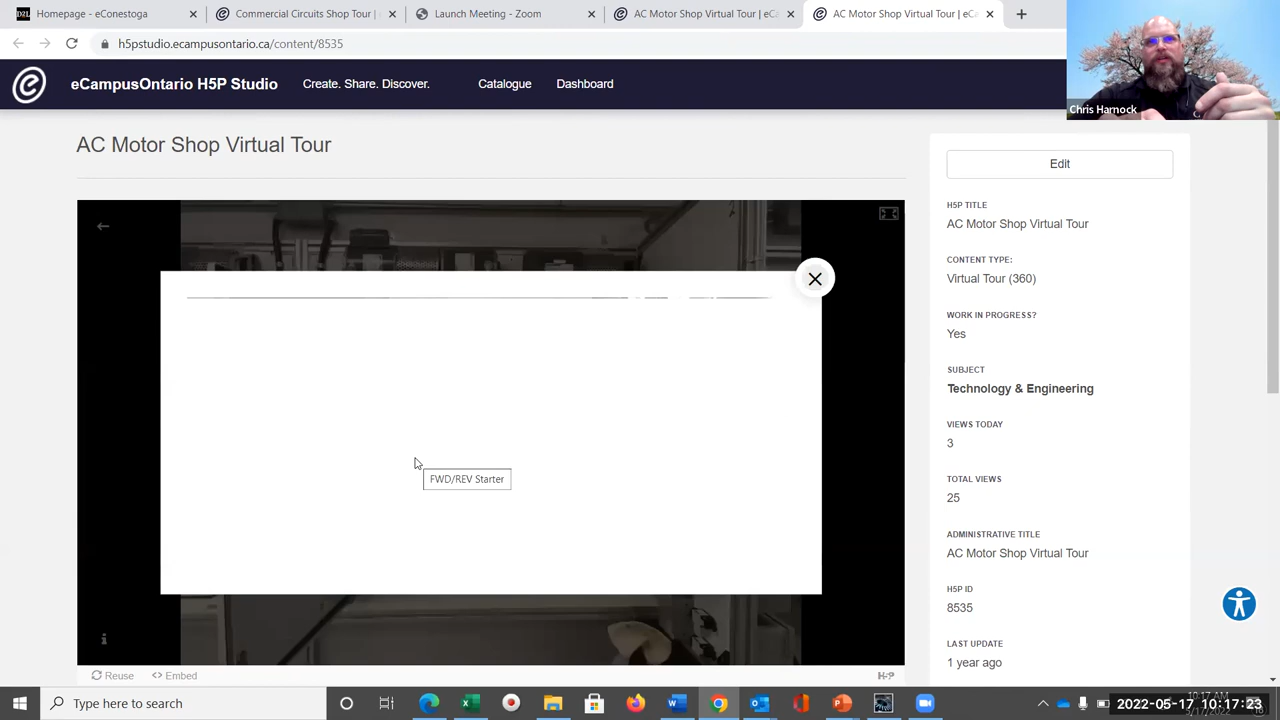 Homepage - eConestoga
Commercial Circuits Shop Tour | e
Launch Meeting - Zoom
AC Motor Shop Virtual Tour | eCa
AC Motor Shop Virtual Tour | eCa
h5pstudio.ecampusontario.ca/content/8535
eCampusOntario H5P Studio
Create. Share. Discover.
Catalogue
Dashboard
Chris Harnock
AC Motor Shop Virtual Tour
Edit
H5P TITLE
AC Motor Shop Virtual Tour
CONTENT TYPE:
Virtual Tour (360)
WORK IN PROGRESS?
Yes
SUBJECT
Technology & Engineering
VIEWS TODAY
3
TOTAL VIEWS
25
ADMINISTRATIVE TITLE
AC Motor Shop Virtual Tour
H5P ID
8535
LAST UPDATE
1 year ago
FWD/REV Starter
Reuse
<> Embed
H-P
Type here to search
10:17 AM
2022-05-17 10:17:23